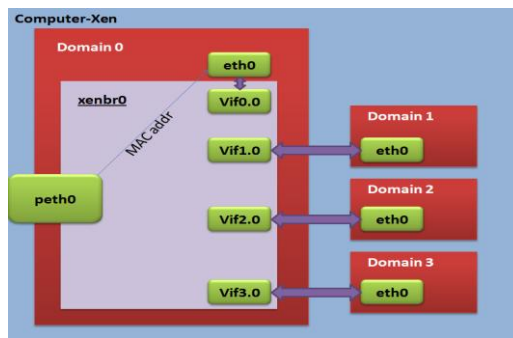 Computer-Xen
Domain 0
eth0
xenbr0
Vif0.0
MAC addr
Domain 1
Vif1.0
eth0
peth0
Domain 2
Vif2.0
eth0
Domain 3
Vif3.0
eth0